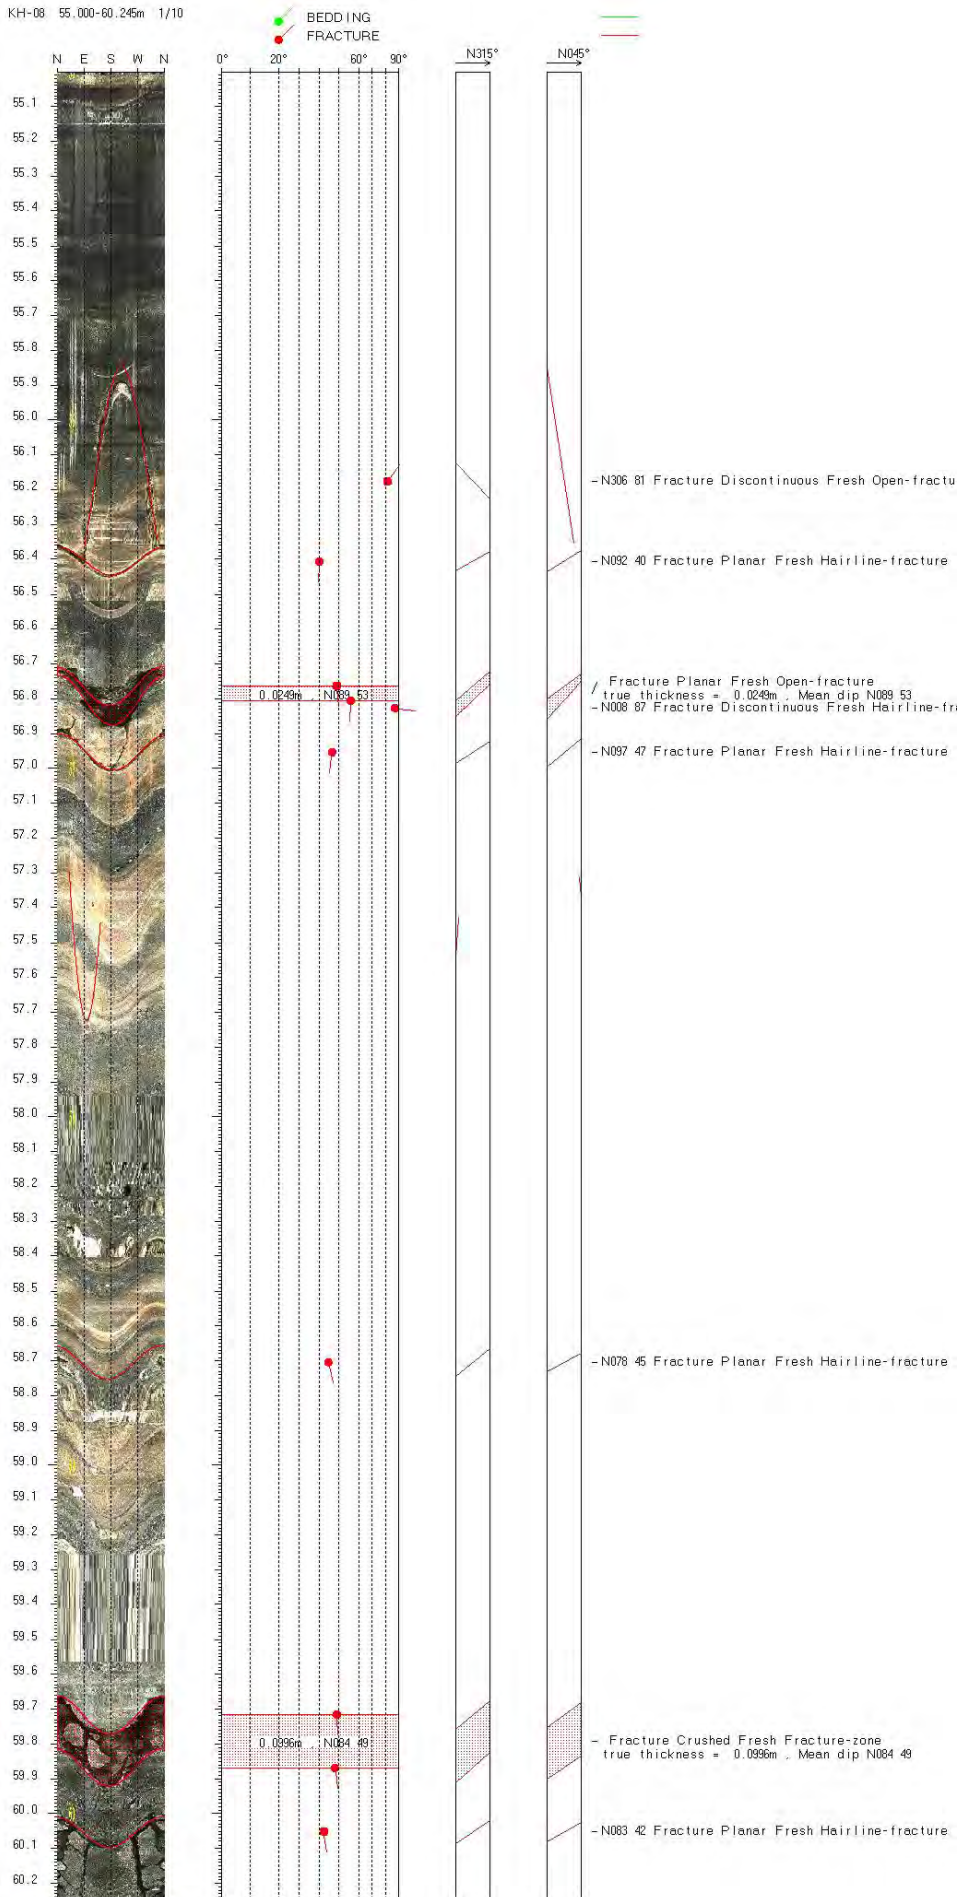 KH-08 55.000-60.245m 1/10
BEDDING
FRACTURE
N E S W N
0° 20° 60° 90°
N315°
N045°
55.1
55.2
55.3
55.4
55.5
55.6
55.7
55.8
55.9
56.0
56.1
56.2
56.3
56.4
56.5
56.6
56.7
56.8
56.9
57.0
57.1
57.2
57.3
57.4
57.5
57.6
57.7
57.8
57.9
58.0
58.1
58.2
58.3
58.4
58.5
58.6
58.7
58.8
58.9
59.0
59.1
59.2
59.3
59.4
59.5
59.6
59.7
59.8
59.9
60.0
60.1
60.2
0.0249m , N089 53
0.0996m , N084 49
-N306 81 Fracture Discontinuous Fresh Open-fractu
-N092 40 Fracture Planar Fresh Hairline-fracture
/ Fracture Planar Fresh Open-fracture
true thickness = 0.0249m , Mean dip N089 53
-N008 87 Fracture Discontinuous Fresh Hairline-fra
-N097 47 Fracture Planar Fresh Hairline-fracture
-N078 45 Fracture Planar Fresh Hairline-fracture
- Fracture Crushed Fresh Fracture-zone
true thickness = 0.0996m , Mean dip N084 49
-N083 42 Fracture Planar Fresh Hairline-fracture